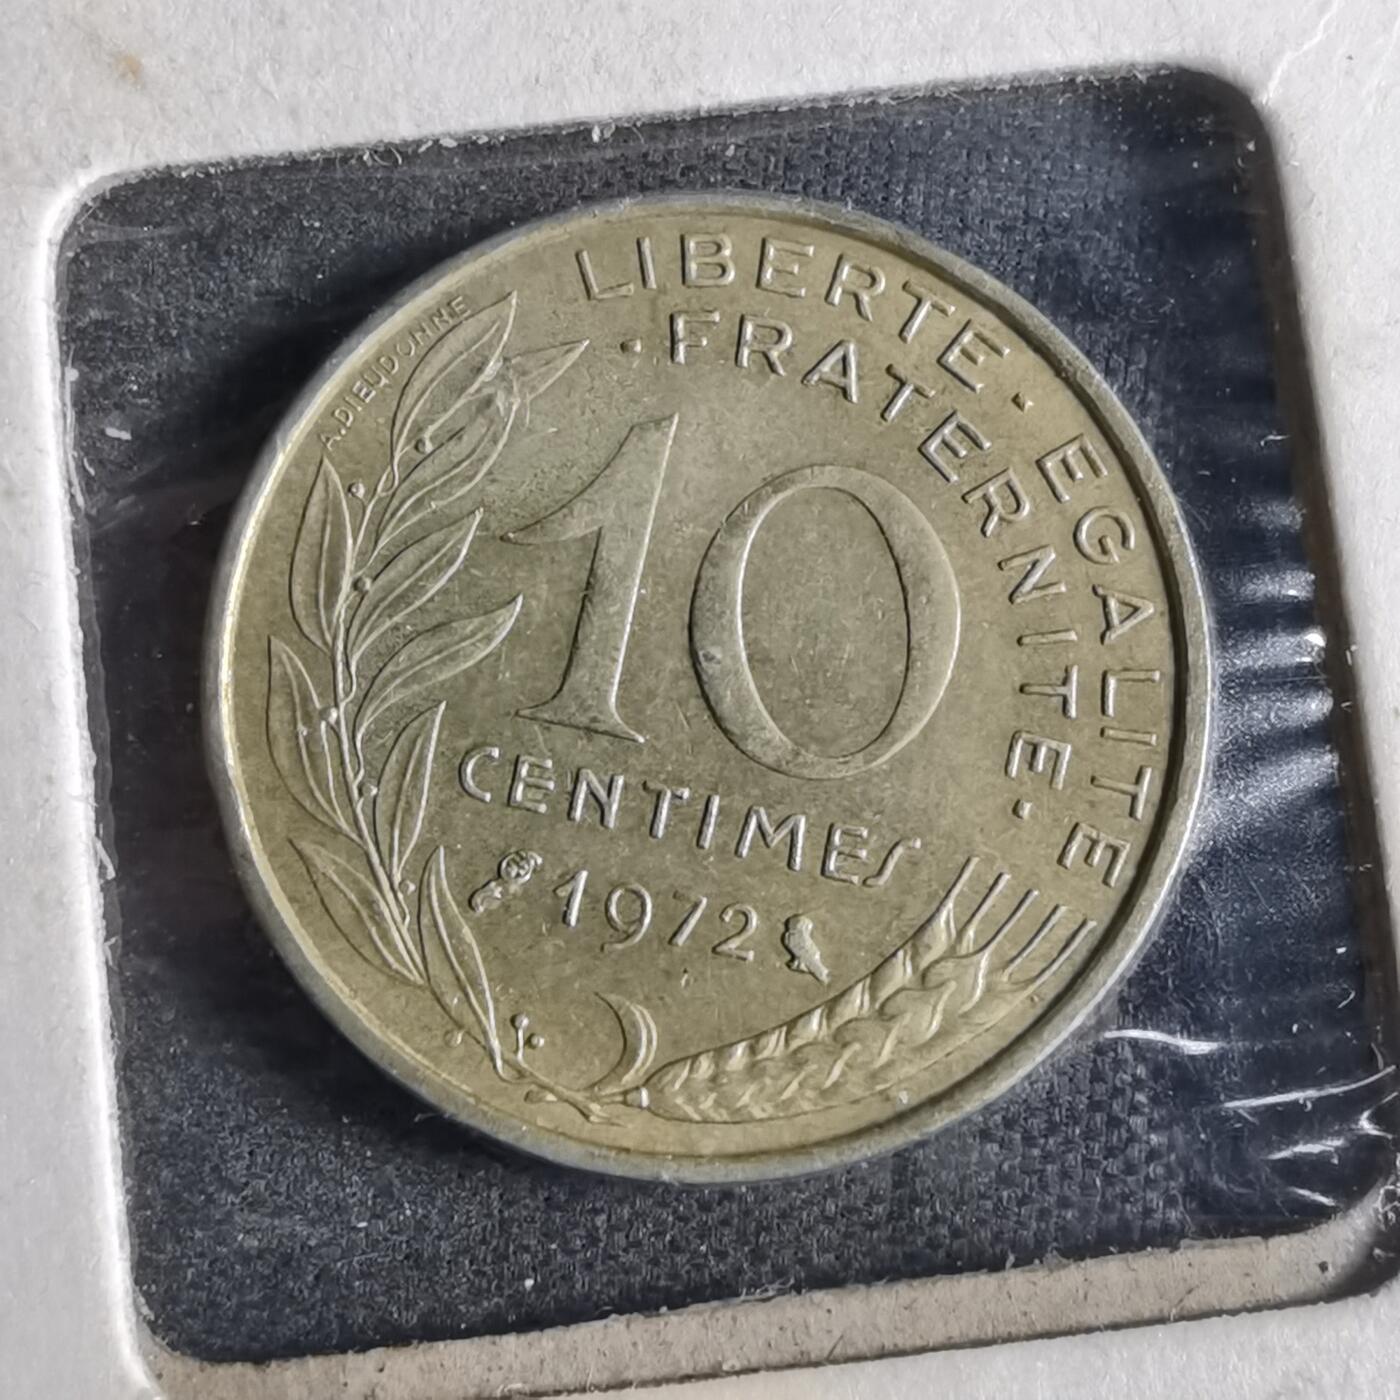 A.DIEUDONNE
LIBERTE · EGALITE
· FRATERNITE ·
10
CENTIMES
1972